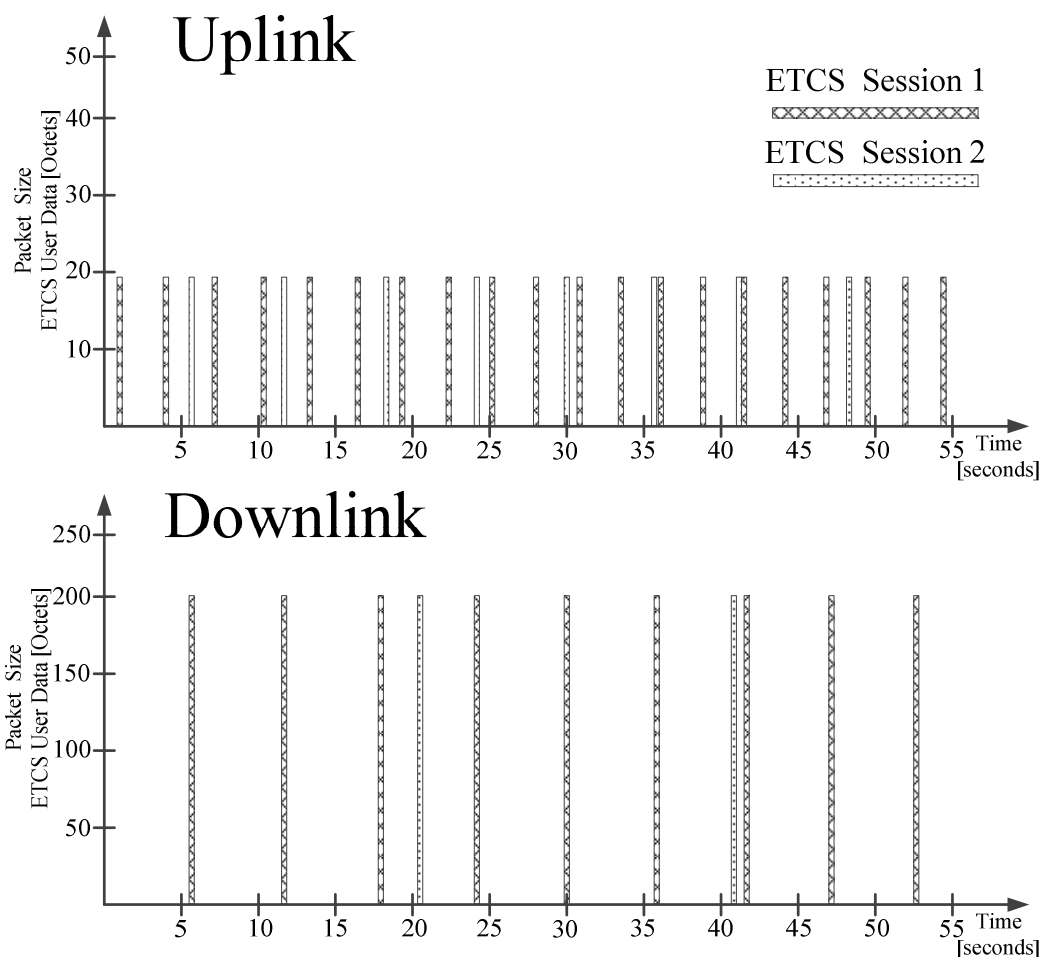 Uplink
50
40
30
20
10
Packet Size
ETCS User Data [Octets]
ETCS Session 1
ETCS Session 2
5 10 15 20 25 30 35 40 45 50 55
Time
[seconds]
Downlink
250
200
150
100
50
Packet Size
ETCS User Data [Octets]
5 10 15 20 25 30 35 40 45 50 55
Time
[seconds]